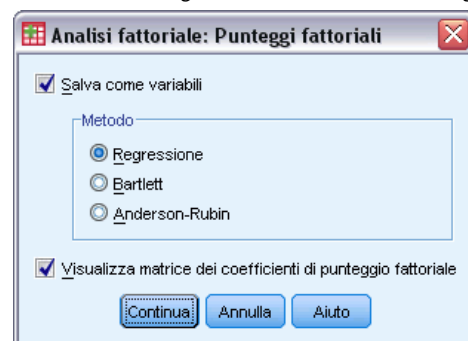 Analisi fattoriale: Punteggi fattoriali
Salva come variabili
Metodo
Regressione
Bartlett
Anderson-Rubin
Visualizza matrice dei coefficienti di punteggio fattoriale
Continua Annulla Aiuto